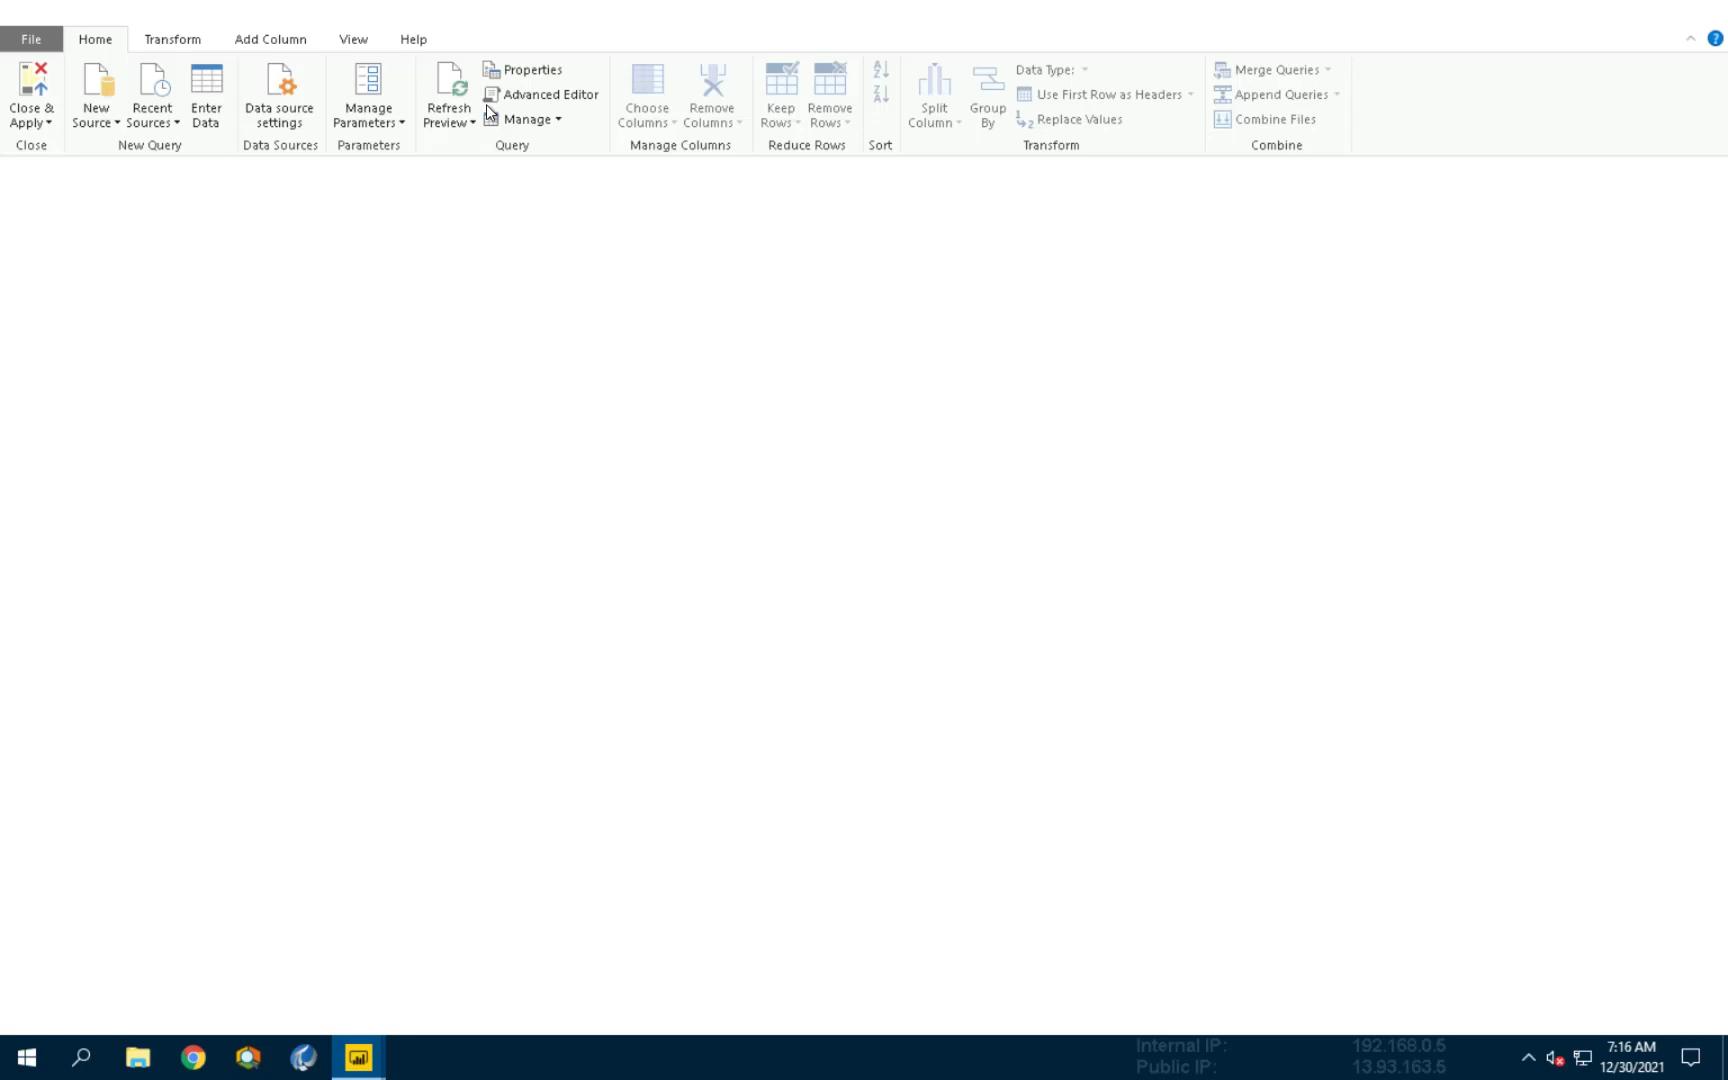 File Home Transform Add Column View Help
Close &
Apply
Close
New
Source
Recent
Sources
Enter
Data
New Query
Data source
settings
Data Sources
Manage
Parameters
Parameters
Refresh
Preview
Properties
Advanced Editor
Manage
Query
Choose
Columns
Remove
Columns
Manage Columns
Keep
Rows
Remove
Rows
Reduce Rows
Sort
Split
Column
Group
By
Data Type:
Use First Row as Headers
Replace Values
Transform
Merge Queries
Append Queries
Combine Files
Combine
Internal IP: 192.168.0.5
Public IP: 13.93.163.5
7:16 AM
12/30/2021